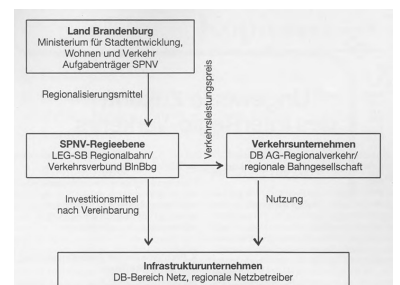 Land Brandenburg
Ministerium für Stadtentwicklung,
Wohnen und Verkehr
Aufgabenträger SPNV
Regionalisierungsmittel
Verkehrsleistungspreis
SPNV-Regieebene
LEG-SB Regionalbahn/
Verkehrsverbund BlnBbg
Verkehrsunternehmen
DB AG-Regionalverkehr/
regionale Bahngesellschaft
Investitionsmittel
nach Vereinbarung
Nutzung
Infrastrukturunternehmen
DB-Bereich Netz, regionale Netzbetreiber